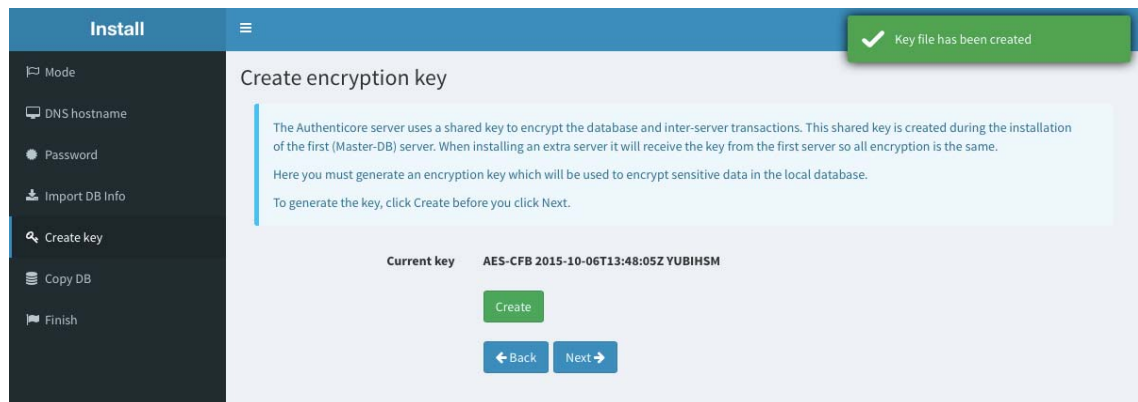 Install
Key file has been created
Mode
DNS hostname
Password
Import DB Info
Create key
Copy DB
Finish
Create encryption key
The Authenticore server uses a shared key to encrypt the database and inter-server transactions. This shared key is created during the installation
of the first (Master-DB) server. When installing an extra server it will receive the key from the first server so all encryption is the same.
Here you must generate an encryption key which will be used to encrypt sensitive data in the local database.
To generate the key, click Create before you click Next.
Current key AES-CFB 2015-10-06T13:48:05Z YUBIHSM
Create
Back Next